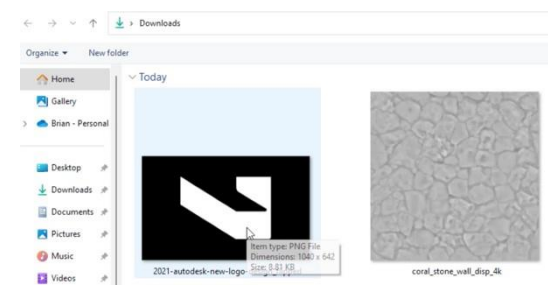 Downloads
Organize
New folder
Home
Today
Gallery
Brian - Personal
Desktop
Downloads
Documents
Pictures
Music
Videos
Item type: PNG File
Dimensions: 1040 x 642
Size: 8.81 KB
2021-autodesk-new-logo-
coral_stone_wall_disp_4k